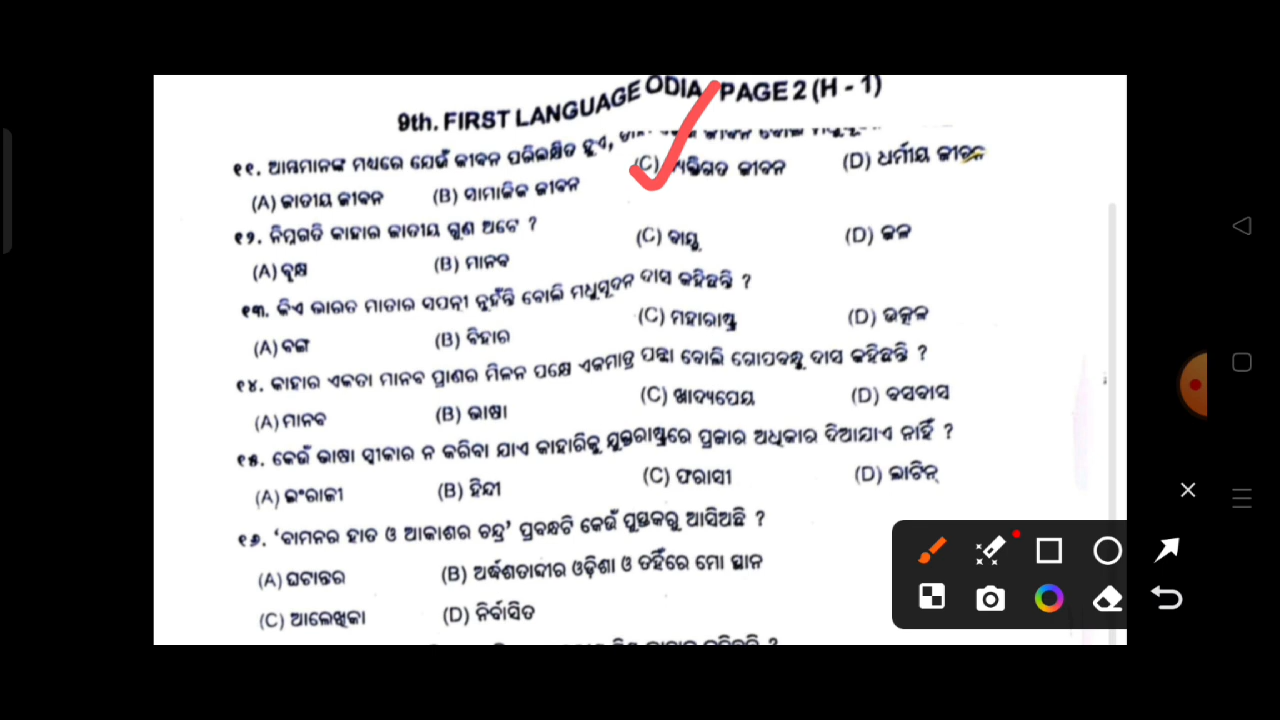 9th. FIRST LANGUAGE ODIA PAGE 2 (H - 1)
୧୧. ଆମ୍ଭମାନଙ୍କ ମଧ୍ୟରେ ଯେଉଁ ଜୀବନ ପରିଲକ୍ଷିତ ହୁଏ,
(A) ଜାତୀୟ ଜୀବନ (B) ସାମାଜିକ ଜୀବନ (C) ବ୍ୟକ୍ତିଗତ ଜୀବନ (D) ଧର୍ମୀୟ ଜୀବନ
୧୨. ନିମ୍ନଗତି କାହାର ଜାତୀୟ ଗୁଣ ଅଟେ ?
(A) ବୃକ୍ଷ (B) ମାନବ (C) ବାୟୁ (D) ଜଳ
୧୩. କିଏ ଭାରତ ମାତାର ସପତ୍ନୀ ନୁହଁନ୍ତି ବୋଲି ମଧୁସୂଦନ ଦାସ କହିଛନ୍ତି ?
(A) ବଙ୍ଗ (B) ବିହାର (C) ମହାରାଷ୍ଟ୍ର (D) ଉତ୍କଳ
୧୪. କାହାର ଏକତା ମାନବ ପ୍ରାଣର ମିଳନ ପକ୍ଷେ ଏକମାତ୍ର ପନ୍ଥା ବୋଲି ଗୋପବନ୍ଧୁ ଦାସ କହିଛନ୍ତି ?
(A) ମାନବ (B) ଭାଷା (C) ଖାଦ୍ୟପେୟ (D) ବସବାସ
୧୫. କେଉଁ ଭାଷା ସ୍ୱୀକାର ନ କରିବା ଯାଏ କାହାରିକୁ ଯୁକ୍ତରାଷ୍ଟ୍ରରେ ପ୍ରଜାର ଅଧିକାର ଦିଆଯାଏ ନାହିଁ ?
(A) ଇଂରାଜୀ (B) ହିନ୍ଦୀ (C) ଫରାସୀ (D) ଲାଟିନ୍
୧୬. ‘ବାମନର ହାତ ଓ ଆକାଶର ଚନ୍ଦ୍ର’ ପ୍ରବନ୍ଧଟି କେଉଁ ପୁସ୍ତକରୁ ଆସିଅଛି ?
(A) ଘଟାନ୍ତର (B) ଅର୍ଦ୍ଧଶତାବ୍ଦୀର ଓଡ଼ିଶା ଓ ତହିଁରେ ମୋ ସ୍ଥାନ
(C) ଆଲେଖିକା (D) ନିର୍ବାସିତ